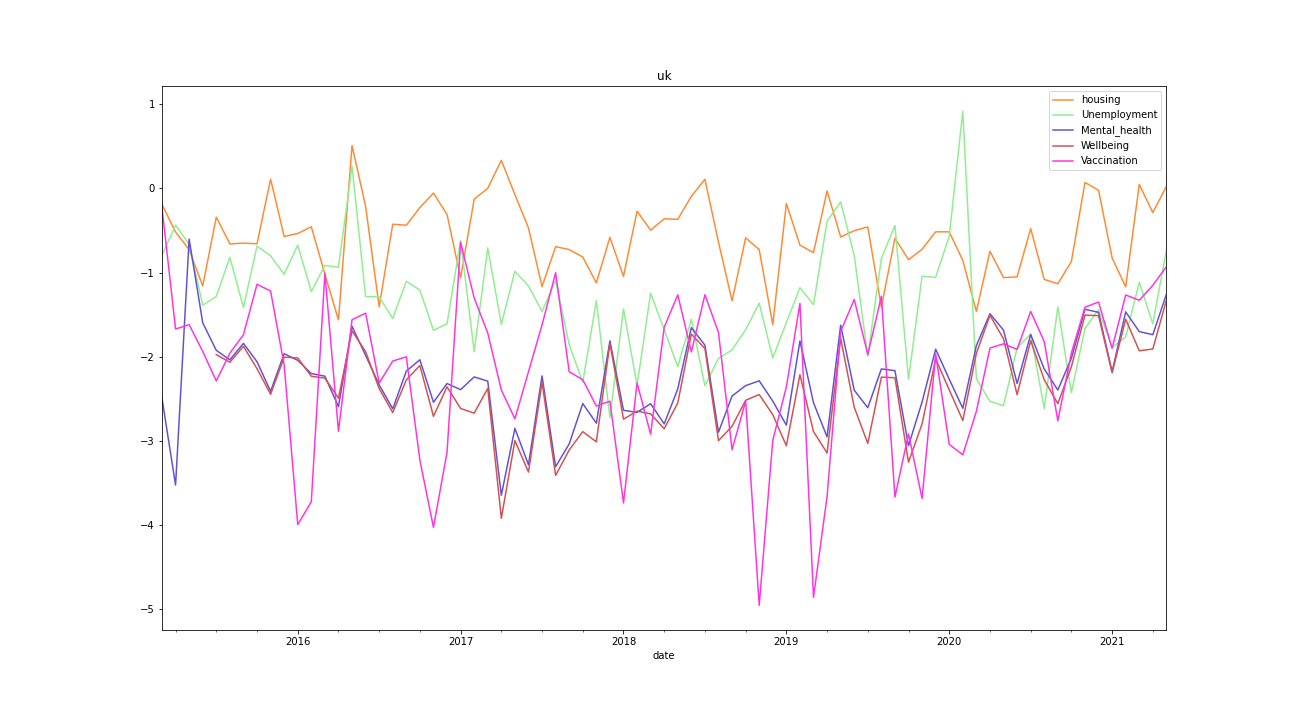 uk
housing
Unemployment
Mental_health
Wellbeing
Vaccination
1
0
−1
−2
−3
−4
−5
2016 2017 2018 2019 2020 2021
date